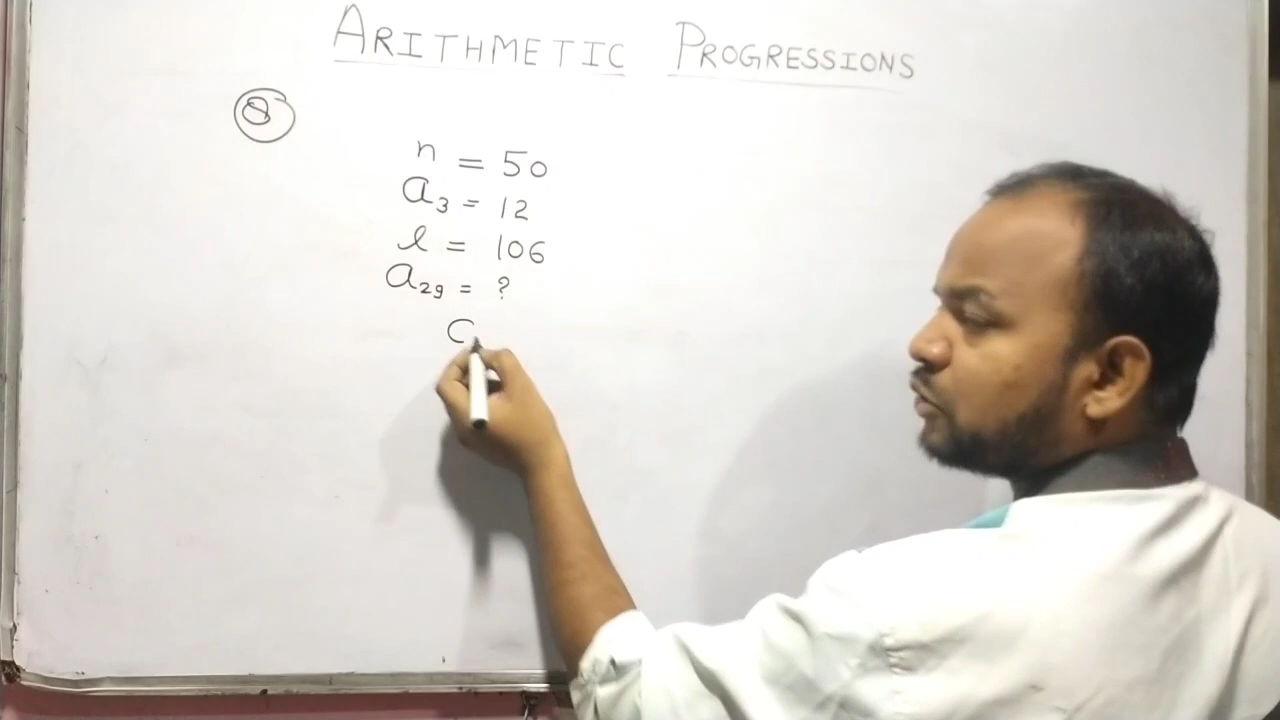 ARITHMETIC PROGRESSIONS
8
n = 50
a₃ = 12
l = 106
a₂₉ = ?
C